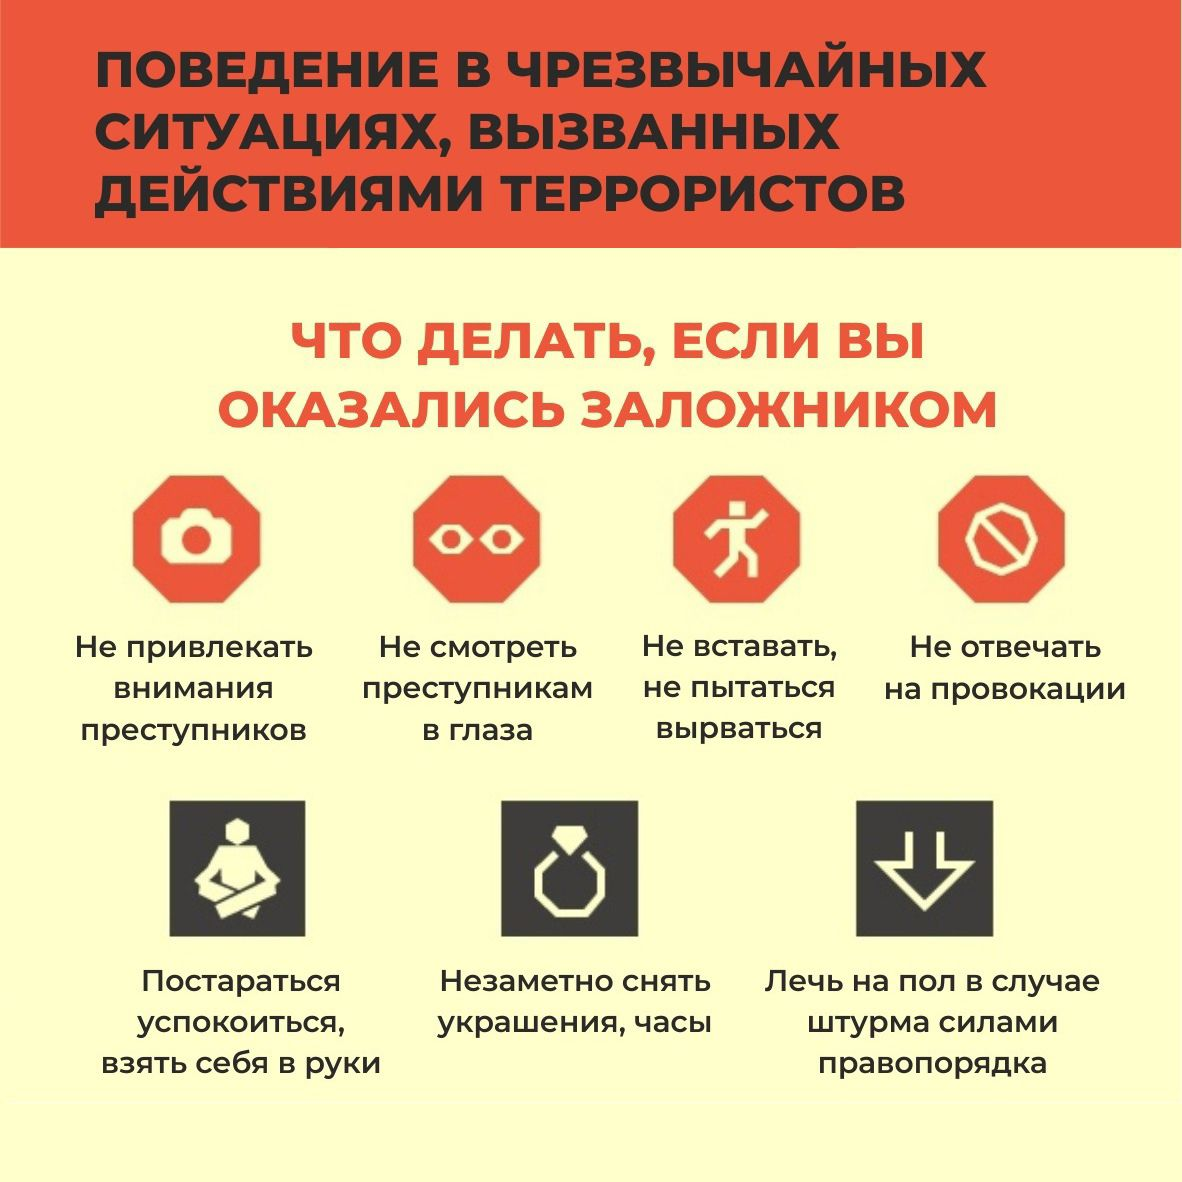 ПОВЕДЕНИЕ В ЧРЕЗВЫЧАЙНЫХ
СИТУАЦИЯХ, ВЫЗВАННЫХ
ДЕЙСТВИЯМИ ТЕРРОРИСТОВ
ЧТО ДЕЛАТЬ, ЕСЛИ ВЫ
ОКАЗАЛИСЬ ЗАЛОЖНИКОМ
Не привлекать
внимания
преступников
Не смотреть
преступникам
в глаза
Не вставать,
не пытаться
вырваться
Не отвечать
на провокации
Постараться
успокоиться,
взять себя в руки
Незаметно снять
украшения, часы
Лечь на пол в случае
штурма силами
правопорядка